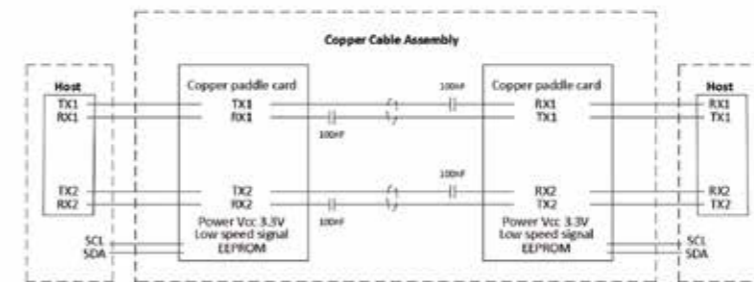 Copper Cable Assembly
Host
TX1
RX1
TX2
RX2
SCL
SDA
Copper paddle card
TX1
RX1
TX2
RX2
Power Vcc 3.3V
Low speed signal
EEPROM
100nF
100nF
100nF
100nF
Copper paddle card
RX1
TX1
RX2
TX2
Power Vcc 3.3V
Low speed signal
EEPROM
Host
RX1
TX1
RX2
TX2
SCL
SDA